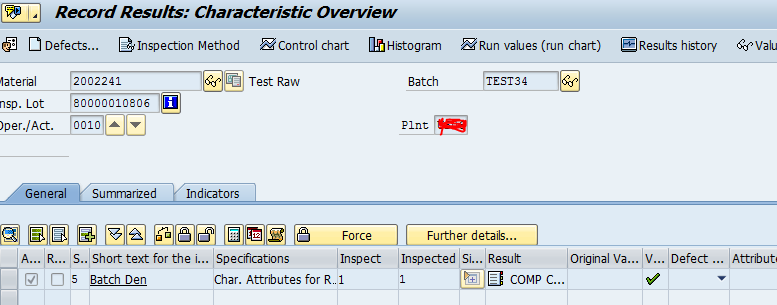 Record Results: Characteristic Overview
Defects... Inspection Method Control chart Histogram Run values (run chart) Results history Valu
Material 2002241 Test Raw Batch TEST34
nsp. Lot 80000010806
Oper./Act. 0010 Plnt
General Summarized Indicators
Force Further details...
A... R... S.. Short text for the i... Specifications Inspect Inspected Si... Result Original Va... V... Defect ... Attribute
5 Batch Den Char. Attributes for R... 1 1 COMP C...